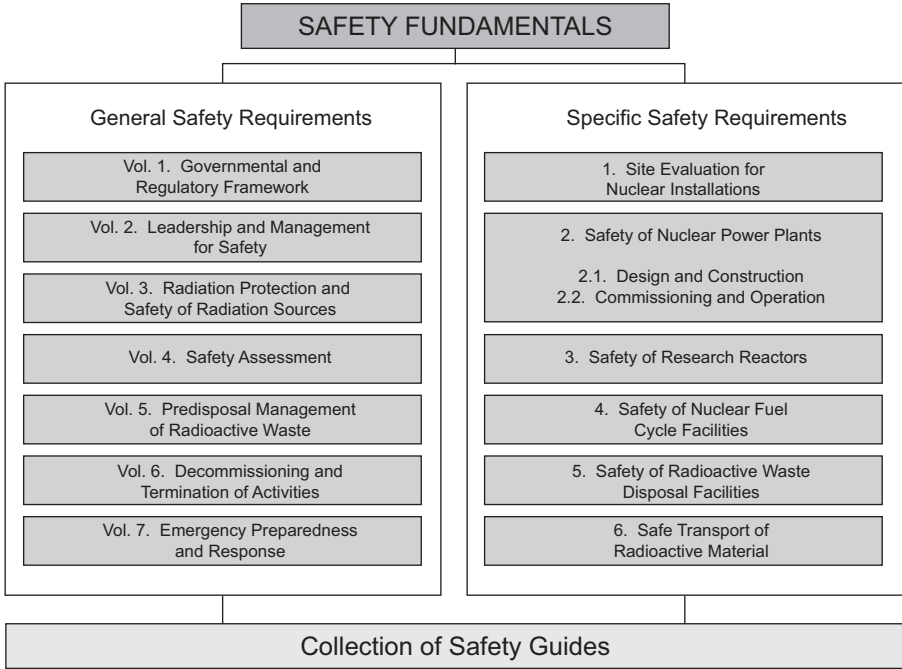 SAFETY FUNDAMENTALS
General Safety Requirements
Vol. 1. Governmental and
Regulatory Framework
Vol. 2. Leadership and Management
for Safety
Vol. 3. Radiation Protection and
Safety of Radiation Sources
Vol. 4. Safety Assessment
Vol. 5. Predisposal Management
of Radioactive Waste
Vol. 6. Decommissioning and
Termination of Activities
Vol. 7. Emergency Preparedness
and Response
Specific Safety Requirements
1. Site Evaluation for
Nuclear Installations
2. Safety of Nuclear Power Plants
2.1. Design and Construction
2.2. Commissioning and Operation
3. Safety of Research Reactors
4. Safety of Nuclear Fuel
Cycle Facilities
5. Safety of Radioactive Waste
Disposal Facilities
6. Safe Transport of
Radioactive Material
Collection of Safety Guides